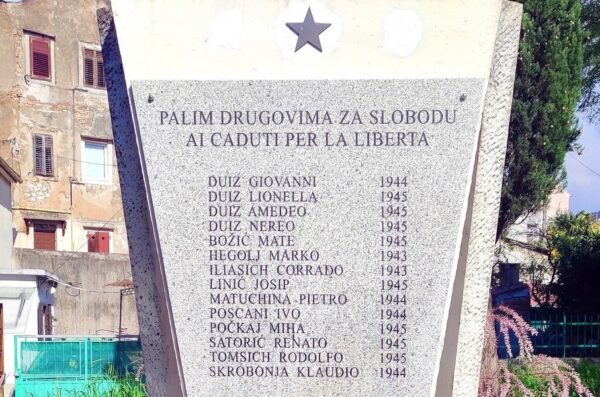 PALIM DRUGOVIMA ZA SLOBODU
AI CADUTI PER LA LIBERTA
DUIZ GIOVANNI 1944
DUIZ LIONELLA 1945
DUIZ AMEDEO 1945
DUIZ NEREO 1945
BOŽIĆ MATE 1945
HEGOLJ MARKO 1943
ILIASICH CORRADO 1943
LINIĆ JOSIP 1945
MATUCHINA PIETRO 1944
POSCANI IVO 1944
POČKAJ MIHA 1945
SATORIĆ RENATO 1945
TOMSICH RODOLFO 1945
SKROBONJA KLAUDIO 1944